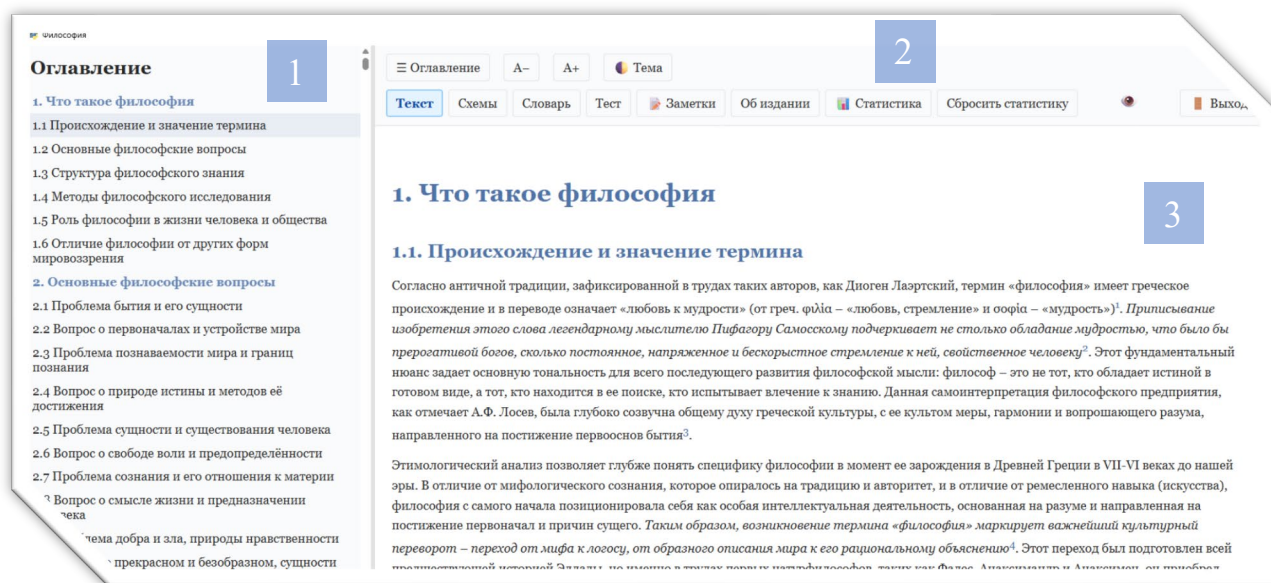 Философия
Оглавление
1
1. Что такое философия
1.1 Происхождение и значение термина
1.2 Основные философские вопросы
1.3 Структура философского знания
1.4 Методы философского исследования
1.5 Роль философии в жизни человека и общества
1.6 Отличие философии от других форм
мировоззрения
2. Основные философские вопросы
2.1 Проблема бытия и его сущности
2.2 Вопрос о первоначалах и устройстве мира
2.3 Проблема познаваемости мира и границ
познания
2.4 Вопрос о природе истины и методов её
достижения
2.5 Проблема сущности и существования человека
2.6 Вопрос о свободе воли и предопределённости
2.7 Проблема сознания и его отношения к материи
Вопрос о смысле жизни и предназначении
добра и зла, природы нравственности
прекрасном и безобразном, сущности
2
☰ Оглавление A− A+ Тема
Текст Схемы Словарь Тест Заметки Об издании Статистика Сбросить статистику Выход
3
1. Что такое философия
1.1. Происхождение и значение термина
Согласно античной традиции, зафиксированной в трудах таких авторов, как Диоген Лаэртский, термин «философия» имеет греческое
происхождение и в переводе означает «любовь к мудрости» (от греч. φιλία – «любовь, стремление» и σοφία – «мудрость»)¹. Приписывание
изобретения этого слова легендарному мыслителю Пифагору Самосскому подчеркивает не столько обладание мудростью, что было бы
прерогативой богов, сколько постоянное, напряженное и бескорыстное стремление к ней, свойственное человеку². Этот фундаментальный
нюанс задает основную тональность для всего последующего развития философской мысли: философ – это не тот, кто обладает истиной в
готовом виде, а тот, кто находится в ее поиске, кто испытывает влечение к знанию. Данная самоинтерпретация философского предприятия,
как отмечает А.Ф. Лосев, была глубоко созвучна общему духу греческой культуры, с ее культом меры, гармонии и вопрошающего разума,
направленного на постижение первооснов бытия³.
Этимологический анализ позволяет глубже понять специфику философии в момент ее зарождения в Древней Греции в VII-VI веках до нашей
эры. В отличие от мифологического сознания, которое опиралось на традицию и авторитет, и в отличие от ремесленного навыка (искусства),
философия с самого начала позиционировала себя как особая интеллектуальная деятельность, основанная на разуме и направленная на
постижение первоначал и причин сущего. Таким образом, возникновение термина «философия» маркирует важнейший культурный
переворот – переход от мифа к логосу, от образного описания мира к его рациональному объяснению⁴. Этот переход был подготовлен всей
предшествующей историей Эллады, но именно в трудах первых натурфилософов, таких как Фалес, Анаксимандр и Анаксимен, он приобрел